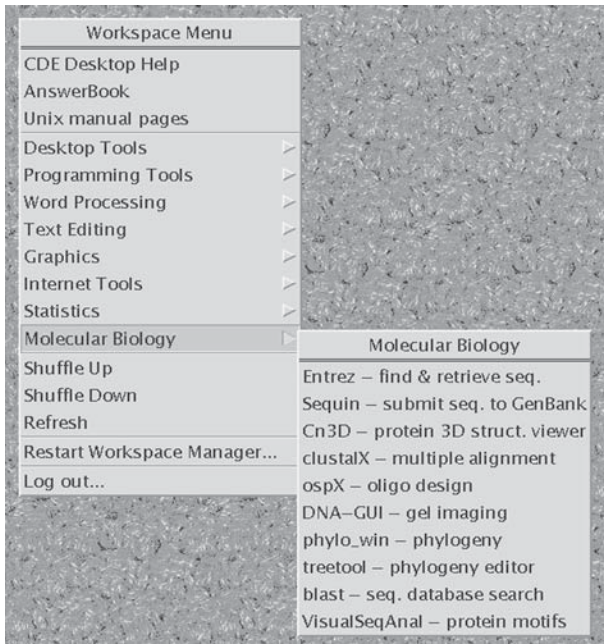 Workspace Menu
CDE Desktop Help
AnswerBook
Unix manual pages
Desktop Tools
Programming Tools
Word Processing
Text Editing
Graphics
Internet Tools
Statistics
Molecular Biology
Shuffle Up
Shuffle Down
Refresh
Restart Workspace Manager...
Log out...
Molecular Biology
Entrez – find & retrieve seq.
Sequin – submit seq. to GenBank
Cn3D – protein 3D struct. viewer
clustalX – multiple alignment
ospX – oligo design
DNA–GUI – gel imaging
phylo_win – phylogeny
treetool – phylogeny editor
blast – seq. database search
VisualSeqAnal – protein motifs